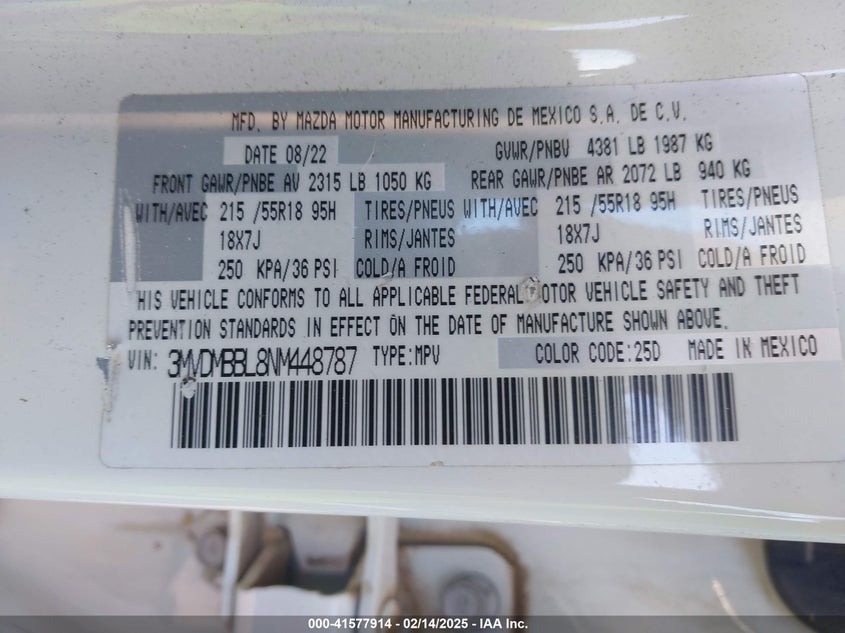 MFD. BY MAZDA MOTOR MANUFACTURING DE MEXICO S.A. DE C.V.
DATE 08/22 GVWR/PNBV 4381 LB 1987 KG
FRONT GAWR/PNBE AV 2315 LB 1050 KG REAR GAWR/PNBE AR 2072 LB 940 KG
WITH/AVEC 215 /55R18 95H TIRES/PNEUS WITH/AVEC 215 /55R18 95H TIRES/PNEUS
18X7J RIMS/JANTES 18X7J RIMS/JANTES
250 KPA/36 PSI COLD/A FROID 250 KPA/36 PSI COLD/A FROID
HIS VEHICLE CONFORMS TO ALL APPLICABLE FEDERAL OTOR VEHICLE SAFETY AND THEFT
PREVENTION STANDARDS IN EFFECT ON THE DATE OF MANUFACTURE SHOWN ABOVE.
VIN: 3MVDMBBL8NM448787 TYPE:MPV COLOR CODE:25D MADE IN MEXICO
000-41577914 - 02/14/2025 - IAA Inc.